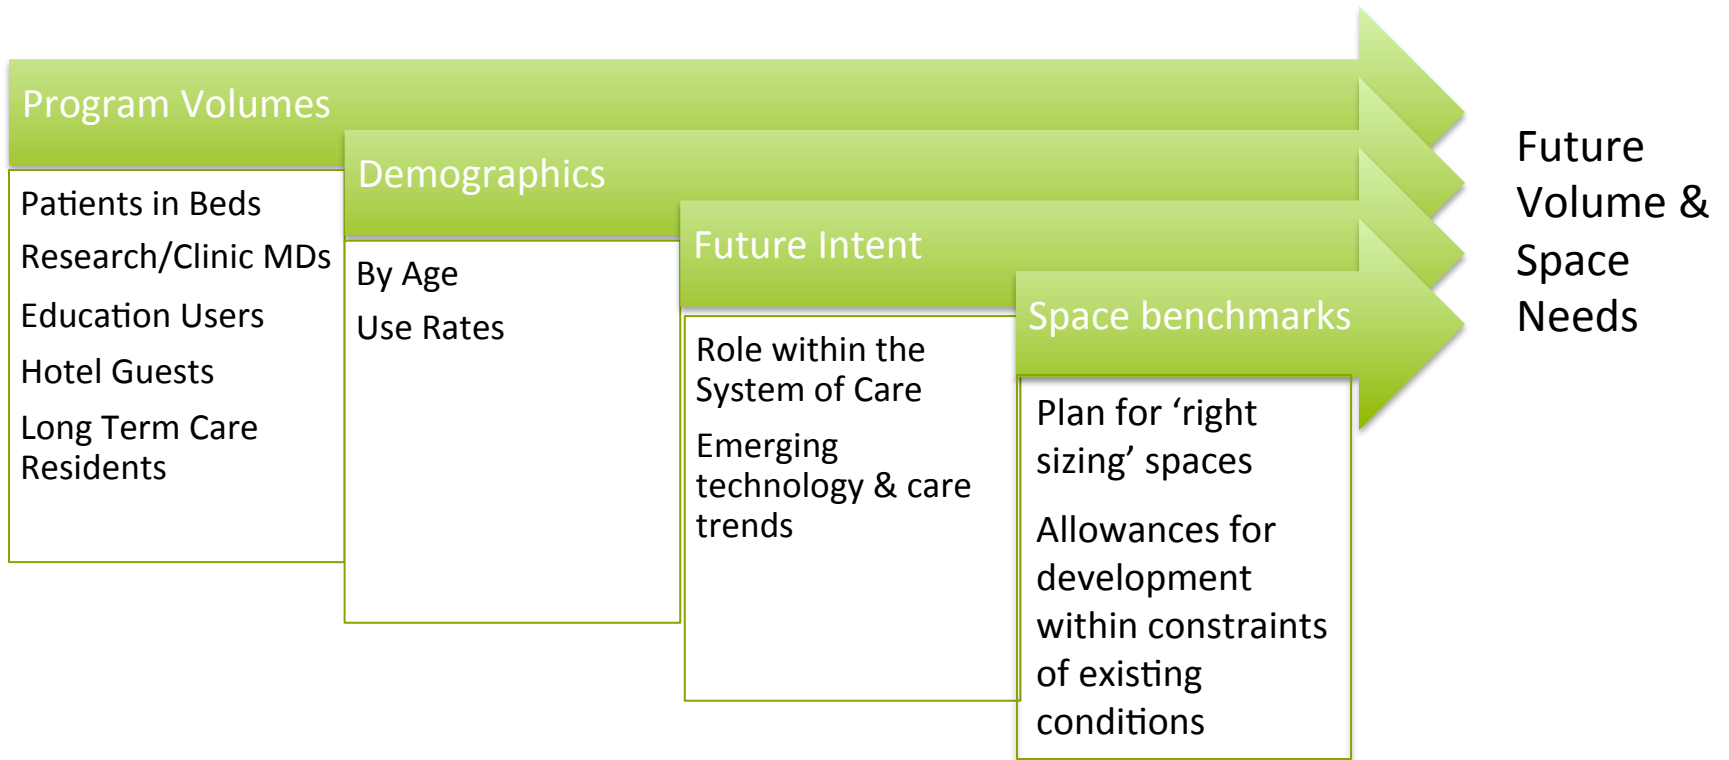 Program Volumes
Patients in Beds
Research/Clinic MDs
Education Users
Hotel Guests
Long Term Care
Residents
Demographics
By Age
Use Rates
Future Intent
Role within the
System of Care
Emerging
technology & care
trends
Space benchmarks
Plan for ‘right
sizing’ spaces
Allowances for
development
within constraints
of existing
conditions
Future
Volume &
Space
Needs